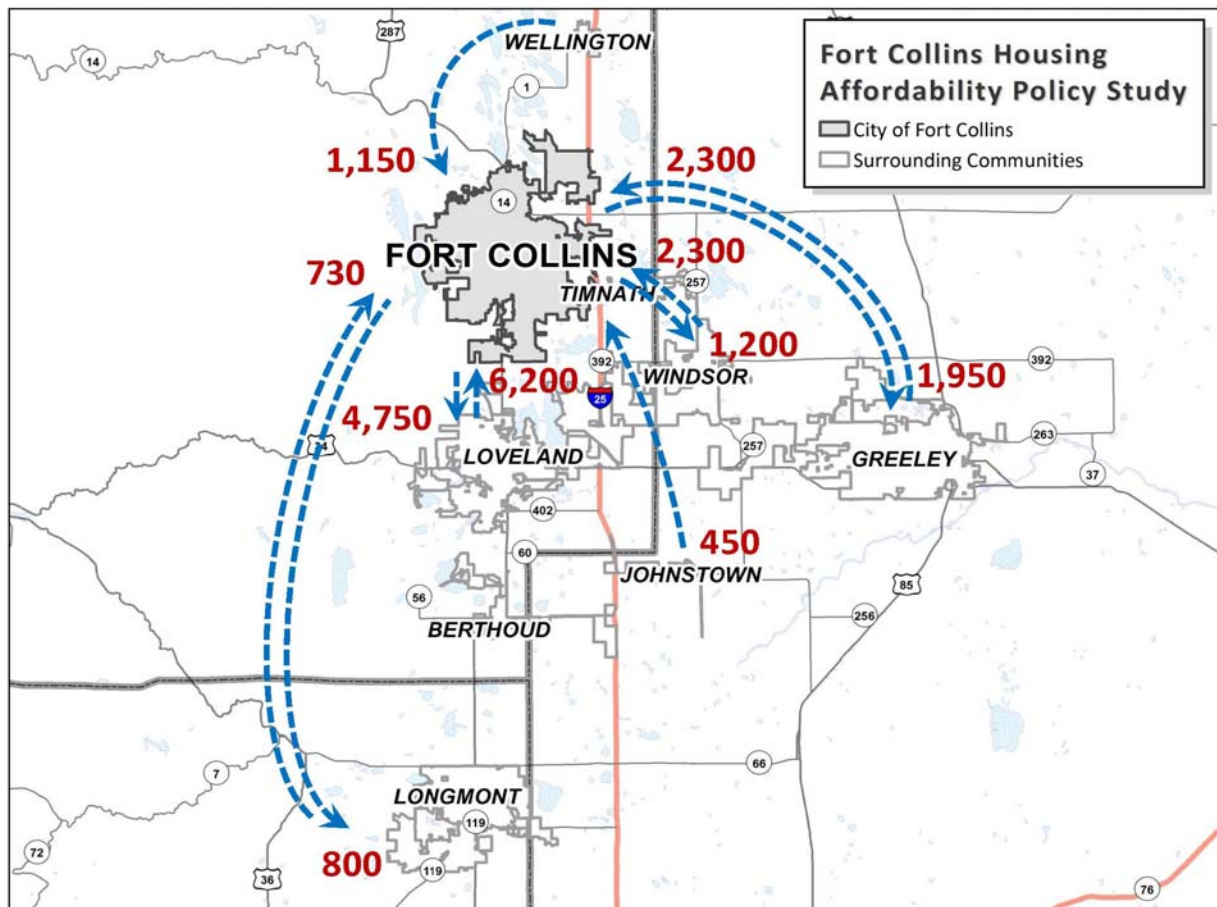 WELLINGTON
287
14
1
Fort Collins Housing
Affordability Policy Study
City of Fort Collins
Surrounding Communities
1,150
2,300
14
FORT COLLINS
2,300
730
TIMNATH
257
1,200
392
392
WINDSOR
6,200
1,950
25
4,750
LOVELAND
257
GREELEY
263
37
402
450
60
JOHNSTOWN
85
56
256
BERTHOUD
66
7
LONGMONT
119
72
800
119
36
76